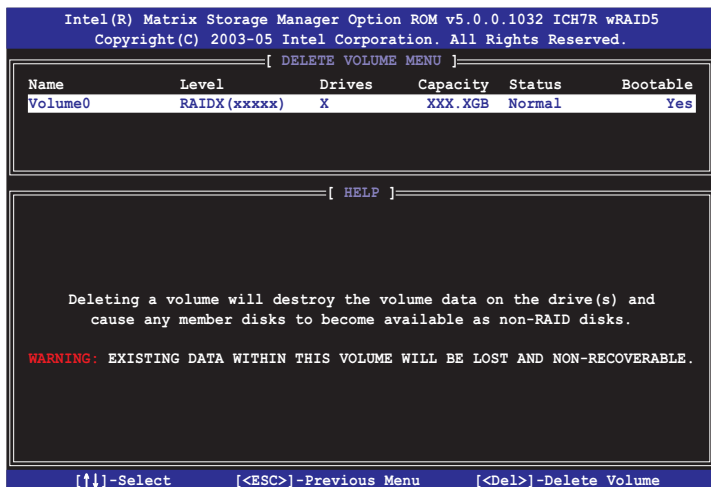 Intel(R) Matrix Storage Manager Option ROM v5.0.0.1032 ICH7R wRAID5
Copyright(C) 2003-05 Intel Corporation. All Rights Reserved.
[ DELETE VOLUME MENU ]
Name Level Drives Capacity Status Bootable
Volume0 RAIDX(xxxxx) X XXX.XGB Normal Yes
[ HELP ]
Deleting a volume will destroy the volume data on the drive(s) and
cause any member disks to become available as non-RAID disks.
WARNING: EXISTING DATA WITHIN THIS VOLUME WILL BE LOST AND NON-RECOVERABLE.
[↑↓]-Select [<ESC>]-Previous Menu [<Del>]-Delete Volume